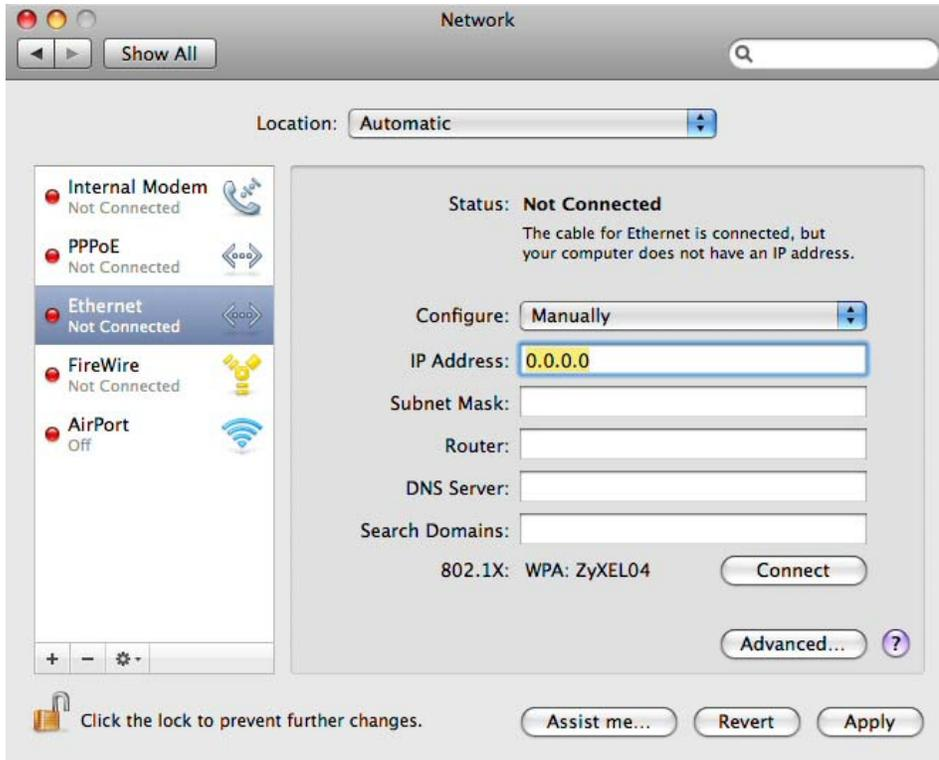 Network
Show All
Location: Automatic
Internal Modem
Not Connected
PPPoE
Not Connected
Ethernet
Not Connected
FireWire
Not Connected
AirPort
Off
Status: Not Connected
The cable for Ethernet is connected, but
your computer does not have an IP address.
Configure: Manually
IP Address: 0.0.0.0
Subnet Mask:
Router:
DNS Server:
Search Domains:
802.1X: WPA: ZyXEL04 Connect
Advanced... ?
Click the lock to prevent further changes. Assist me... Revert Apply